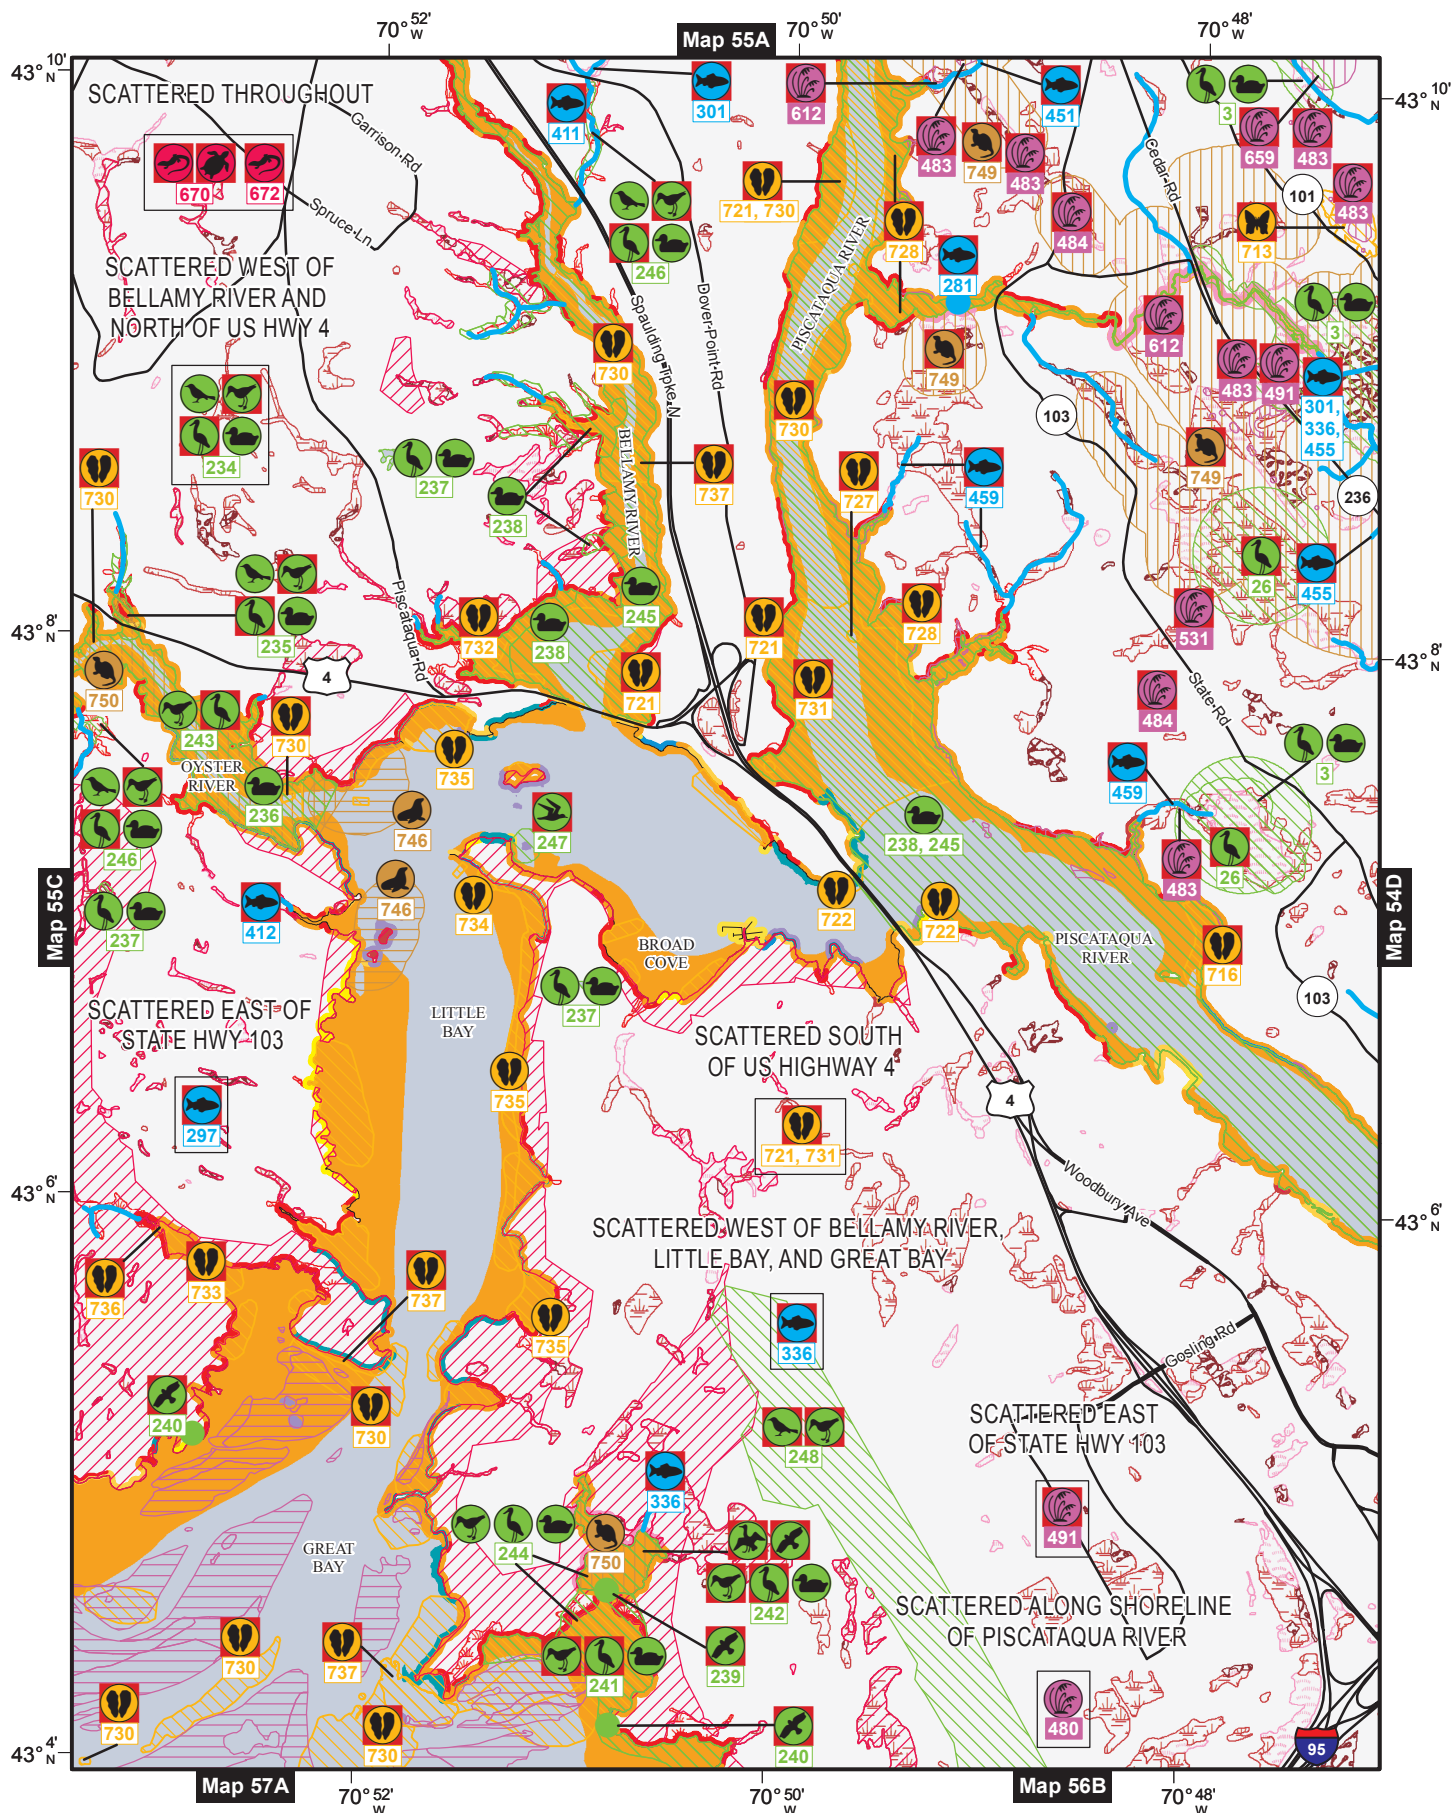 70° 52' W
Map 55A
70° 50' W
70° 48' W
43° 10' N
43° 10' N
SCATTERED THROUGHOUT
670
672
Garrison Rd
Spruce Ln
411
301
612
451
3
483
749
483
659
483
Cedar Rd
101
483
721, 730
728
484
713
246
281
3
SCATTERED WEST OF
BELLAMY RIVER AND
NORTH OF US HWY 4
PISCATAQUA RIVER
Spaulding Tpke N
Dover Point Rd
612
730
749
483
491
301,
336,
455
234
730
103
BELLAMY RIVER
237
730
737
727
459
749
236
238
26
455
235
Piscataqua Rd
245
531
43° 8' N
732
238
721
728
43° 8' N
750
4
721
731
484
State Rd
243
730
735
3
OYSTER
RIVER
459
236
746
247
238, 245
246
483
26
Map 55C
746
734
722
722
Map 54D
237
412
BROAD
COVE
PISCATAQUA
RIVER
716
237
103
SCATTERED EAST OF
STATE HWY 103
LITTLE
BAY
SCATTERED SOUTH
OF US HIGHWAY 4
735
4
297
721, 731
Woodbury Ave
43° 6' N
43° 6' N
SCATTERED WEST OF BELLAMY RIVER,
LITTLE BAY, AND GREAT BAY
736
733
737
735
336
Gosling Rd
240
730
248
SCATTERED EAST
OF STATE HWY 103
336
491
GREAT
BAY
244
750
242
SCATTERED ALONG SHORELINE
OF PISCATAQUA RIVER
730
737
241
239
730
730
240
480
95
43° 4' N
43° 4' N
Map 57A
Map 56B
70° 52' W
70° 50' W
70° 48' W